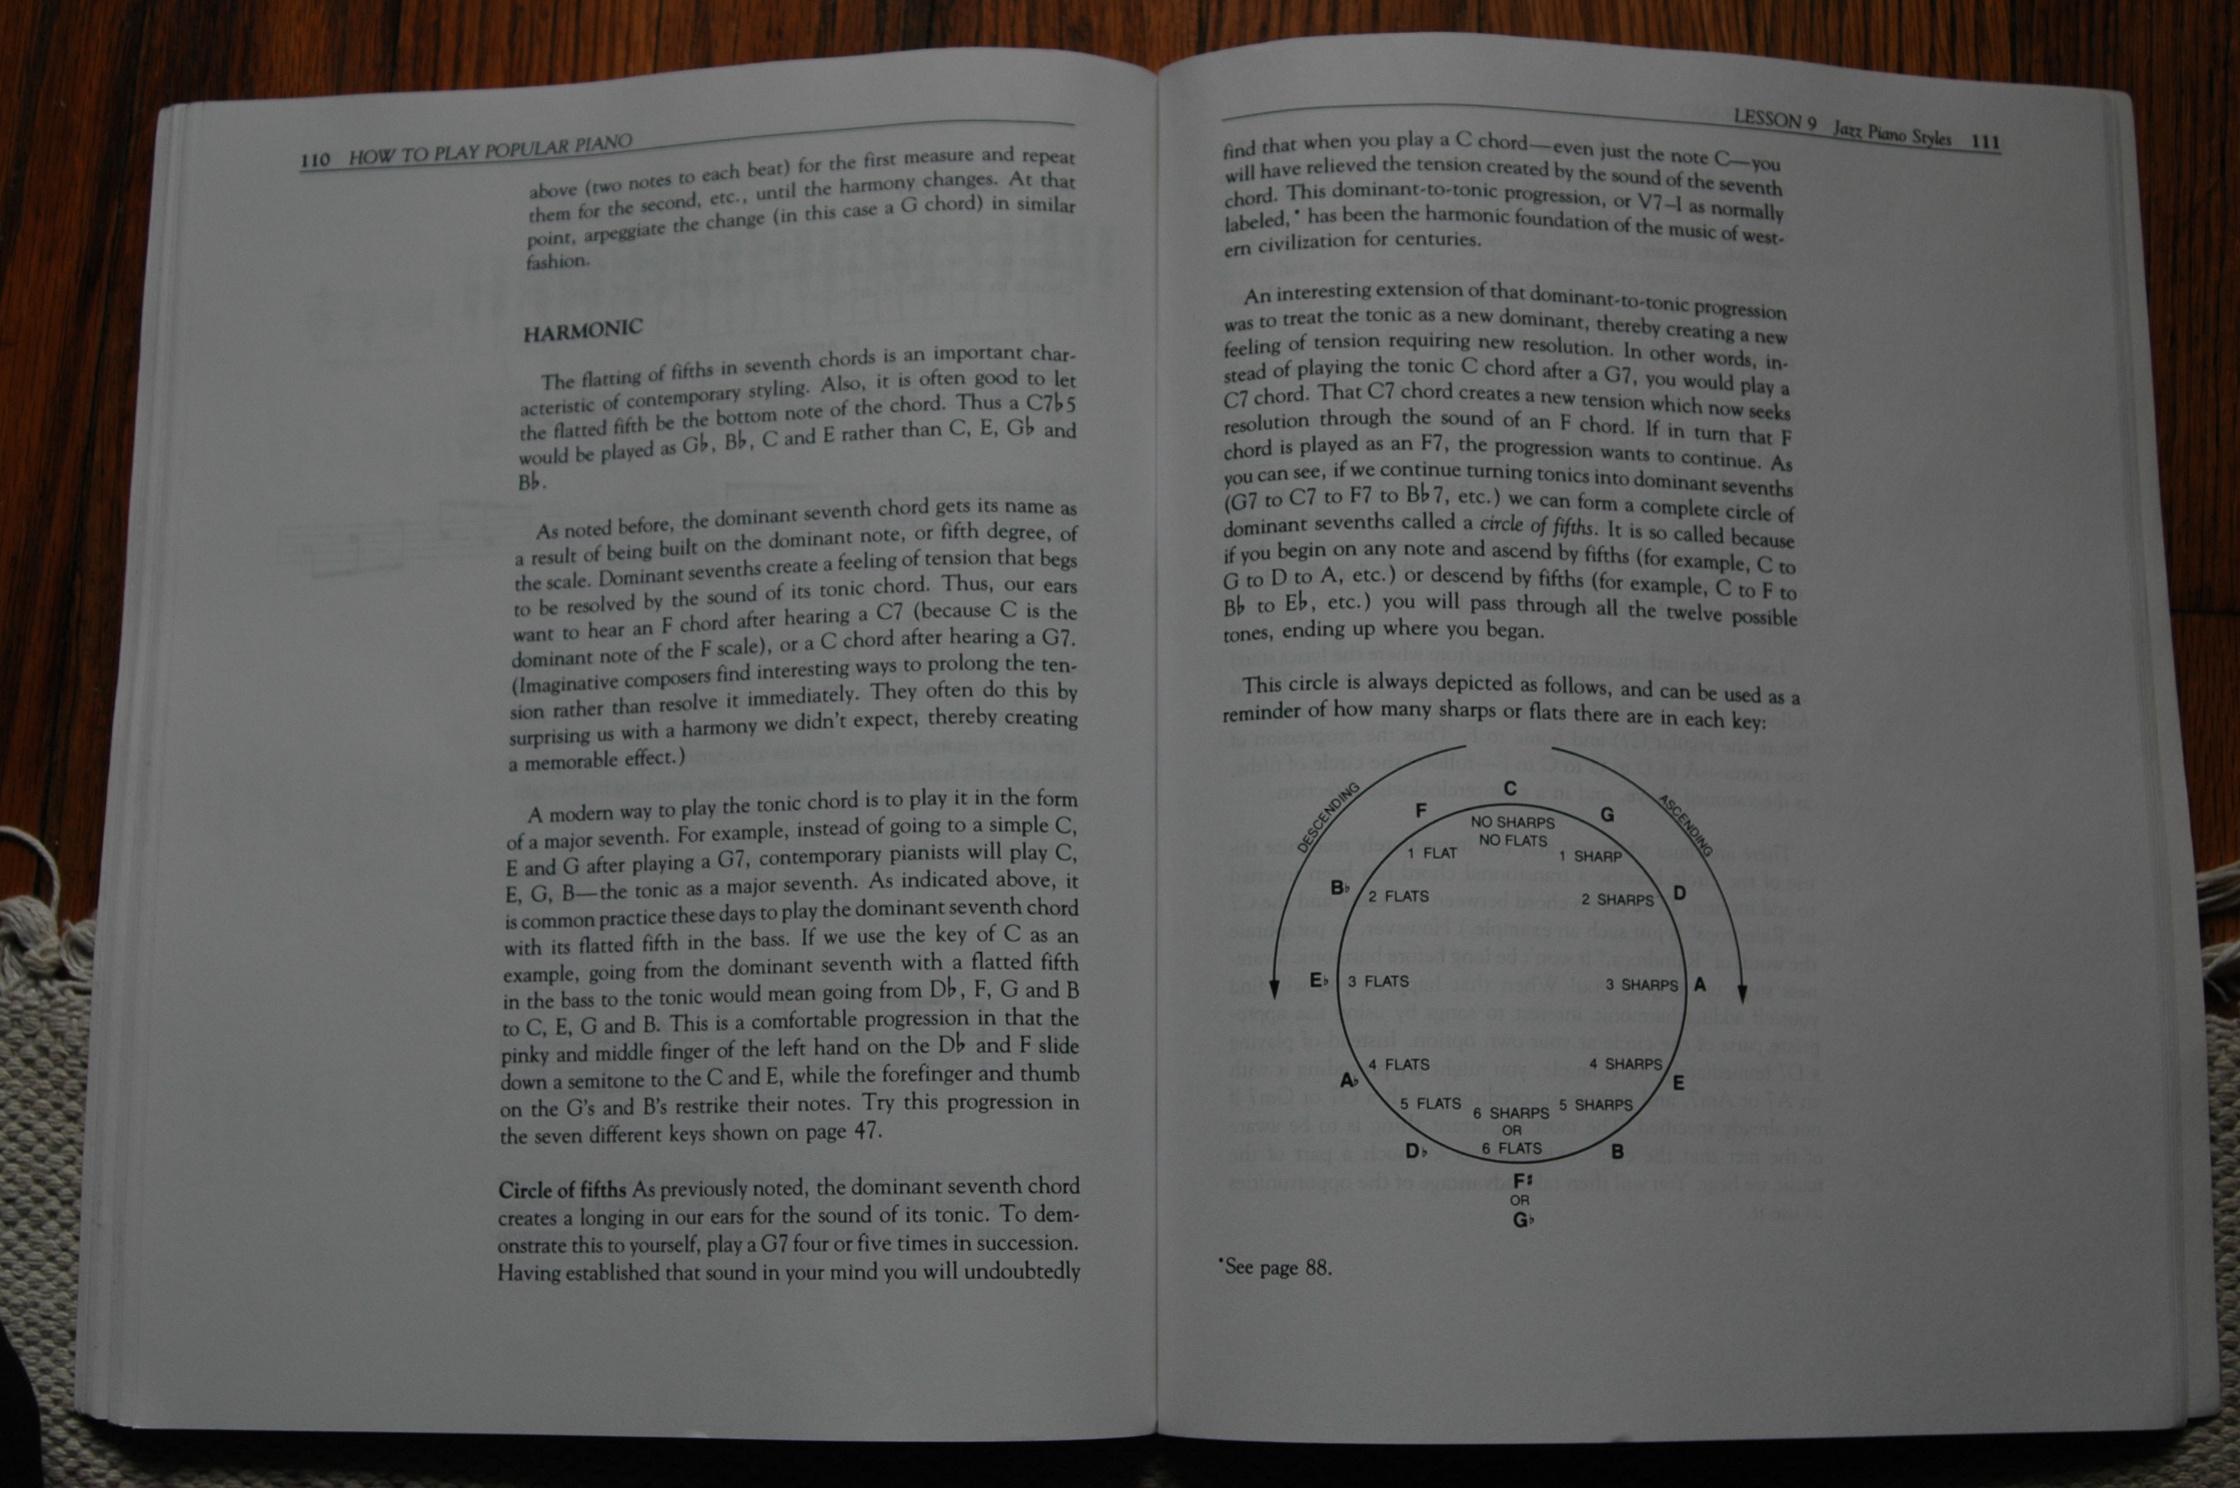 110 HOW TO PLAY POPULAR PIANO
above (two notes to each beat) for the first measure and repeat
them for the second, etc., until the harmony changes. At that
point, arpeggiate the change (in this case a G chord) in similar
fashion.
HARMONIC
The flatting of fifths in seventh chords is an important char-
acteristic of contemporary styling. Also, it is often good to let
the flatted fifth be the bottom note of the chord. Thus a C7♭5
would be played as G♭, B♭, C and E rather than C, E, G♭ and
B♭.
As noted before, the dominant seventh chord gets its name as
a result of being built on the dominant note, or fifth degree, of
the scale. Dominant sevenths create a feeling of tension that begs
to be resolved by the sound of its tonic chord. Thus, our ears
want to hear an F chord after hearing a C7 (because C is the
dominant note of the F scale), or a C chord after hearing a G7.
(Imaginative composers find interesting ways to prolong the ten-
sion rather than resolve it immediately. They often do this by
surprising us with a harmony we didn't expect, thereby creating
a memorable effect.)
A modern way to play the tonic chord is to play it in the form
of a major seventh. For example, instead of going to a simple C,
E and G after playing a G7, contemporary pianists will play C,
E, G, B—the tonic as a major seventh. As indicated above, it
is common practice these days to play the dominant seventh chord
with its flatted fifth in the bass. If we use the key of C as an
example, going from the dominant seventh with a flatted fifth
in the bass to the tonic would mean going from D♭, F, G and B
to C, E, G and B. This is a comfortable progression in that the
pinky and middle finger of the left hand on the D♭ and F slide
down a semitone to the C and E, while the forefinger and thumb
on the G's and B's restrike their notes. Try this progression in
the seven different keys shown on page 47.
Circle of fifths As previously noted, the dominant seventh chord
creates a longing in our ears for the sound of its tonic. To dem-
onstrate this to yourself, play a G7 four or five times in succession.
Having established that sound in your mind you will undoubtedly
LESSON 9 Jazz Piano Styles 111
find that when you play a C chord—even just the note C—you
will have relieved the tension created by the sound of the seventh
chord. This dominant-to-tonic progression, or V7–I as normally
labeled,* has been the harmonic foundation of the music of west-
ern civilization for centuries.
An interesting extension of that dominant-to-tonic progression
was to treat the tonic as a new dominant, thereby creating a new
feeling of tension requiring new resolution. In other words, in-
stead of playing the tonic C chord after a G7, you would play a
C7 chord. That C7 chord creates a new tension which now seeks
resolution through the sound of an F chord. If in turn that F
chord is played as an F7, the progression wants to continue. As
you can see, if we continue turning tonics into dominant sevenths
(G7 to C7 to F7 to B♭7, etc.) we can form a complete circle of
dominant sevenths called a circle of fifths. It is so called because
if you begin on any note and ascend by fifths (for example, C to
G to D to A, etc.) or descend by fifths (for example, C to F to
B♭ to E♭, etc.) you will pass through all the twelve possible
tones, ending up where you began.
This circle is always depicted as follows, and can be used as a
reminder of how many sharps or flats there are in each key:
DESCENDING
ASCENDING
C
NO SHARPS
NO FLATS
F
1 FLAT
G
1 SHARP
B♭
2 FLATS
D
2 SHARPS
E♭
3 FLATS
A
3 SHARPS
A♭
4 FLATS
E
4 SHARPS
D♭
5 FLATS
B
5 SHARPS
6 SHARPS
OR
6 FLATS
F♯
OR
G♭
*See page 88.